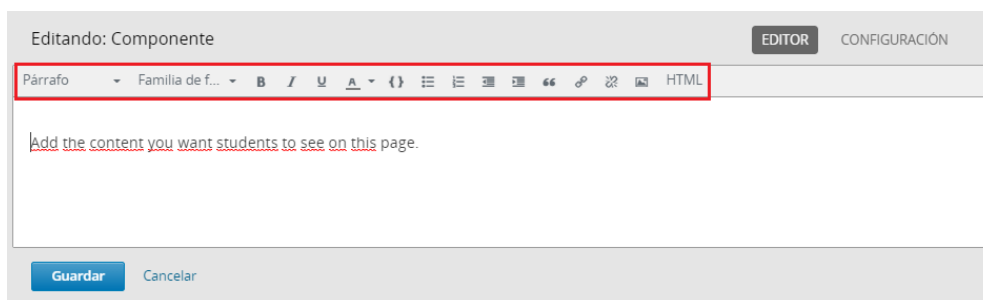 Editando: Componente EDITOR CONFIGURACIÓN
Párrafo Familia de f... B I U A {} HTML
Add the content you want students to see on this page.
Guardar Cancelar